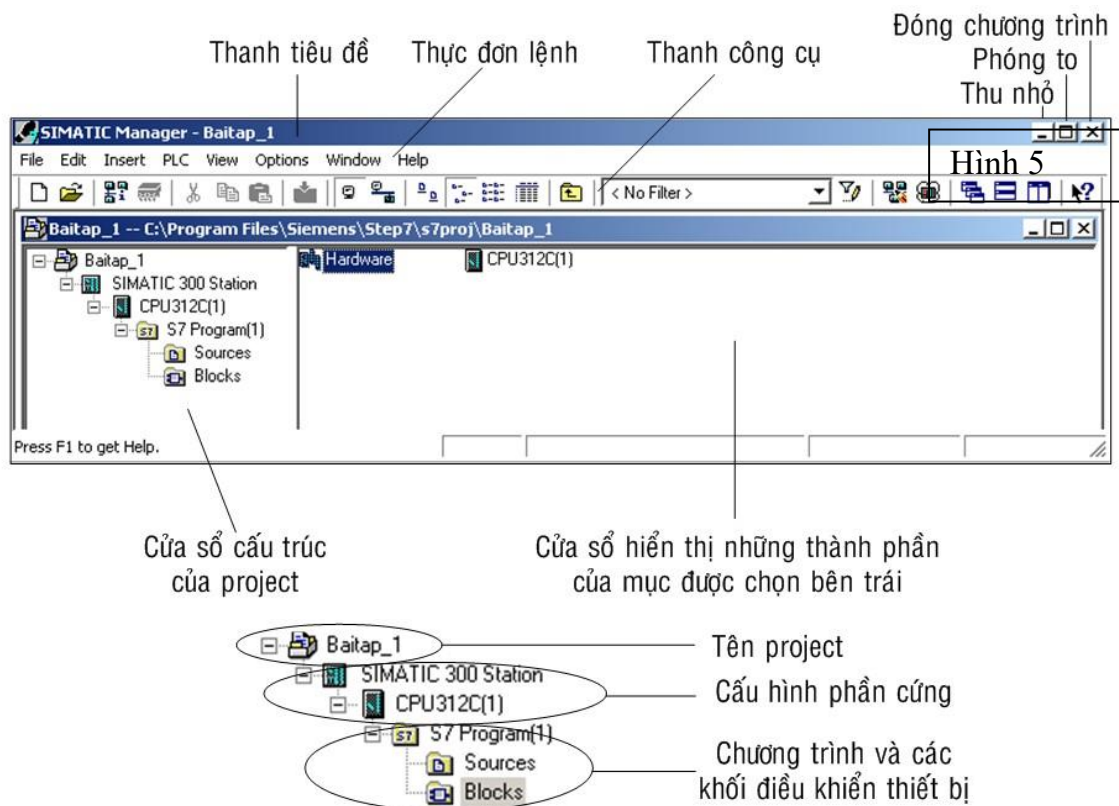 Đóng chương trình
Thanh tiêu đề Thực đơn lệnh Thanh công cụ Phóng to
Thu nhỏ
SIMATIC Manager - Baitap_1
File Edit Insert PLC View Options Window Help
Hình 5
< No Filter >
Baitap_1 -- C:\Program Files\Siemens\Step7\s7proj\Baitap_1
Baitap_1
SIMATIC 300 Station
CPU312C(1)
S7 Program(1)
Sources
Blocks
Hardware CPU312C(1)
Press F1 to get Help.
Cửa sổ cấu trúc
của project
Cửa sổ hiển thị những thành phần
của mục được chọn bên trái
Baitap_1
SIMATIC 300 Station
CPU312C(1)
S7 Program(1)
Sources
Blocks
Tên project
Cấu hình phần cứng
Chương trình và các
khối điều khiển thiết bị